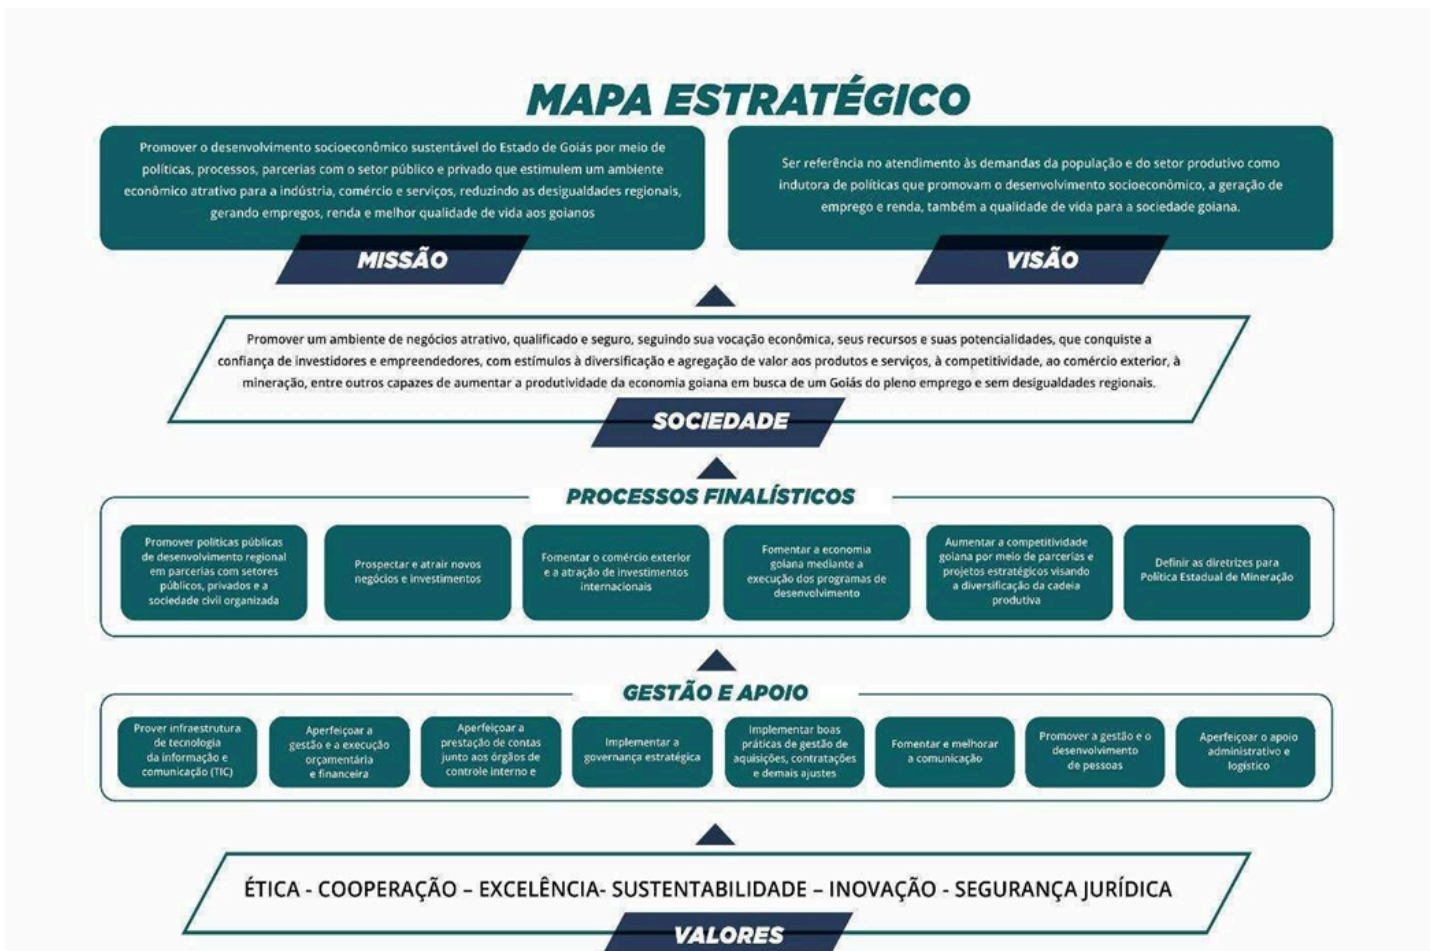 MAPA ESTRATÉGICO
Promover o desenvolvimento socioeconômico sustentável do Estado de Goiás por meio de
políticas, processos, parcerias com o setor público e privado que estimulem um ambiente
econômico atrativo para a indústria, comércio e serviços, reduzindo as desigualdades regionais,
gerando empregos, renda e melhor qualidade de vida aos goianos
MISSÃO
Ser referência no atendimento às demandas da população e do setor produtivo como
indutora de políticas que promovam o desenvolvimento socioeconômico, a geração de
emprego e renda, também a qualidade de vida para a sociedade goiana.
VISÃO
Promover um ambiente de negócios atrativo, qualificado e seguro, seguindo sua vocação econômica, seus recursos e suas potencialidades, que conquiste a
confiança de investidores e empreendedores, com estímulos à diversificação e agregação de valor aos produtos e serviços, à competitividade, ao comércio exterior, à
mineração, entre outros capazes de aumentar a produtividade da economia goiana em busca de um Goiás do pleno emprego e sem desigualdades regionais.
SOCIEDADE
PROCESSOS FINALÍSTICOS
Promover políticas públicas
de desenvolvimento regional
em parcerias com setores
públicos, privados e a
sociedade civil organizada
Prospectar e atrair novos
negócios e investimentos
Fomentar o comércio exterior
e a atração de investimentos
internacionais
Fomentar a economia
goiana mediante a
execução dos programas de
desenvolvimento
Aumentar a competitividade
goiana por meio de parcerias e
projetos estratégicos visando
a diversificação da cadeia
produtiva
Definir as diretrizes para
Política Estadual de Mineração
GESTÃO E APOIO
Prover infraestrutura
de tecnologia
da informação e
comunicação (TIC)
Aperfeiçoar a
gestão e a execução
orçamentária
e financeira
Aperfeiçoar a
prestação de contas
junto aos órgãos de
controle interno e
Implementar a
governança estratégica
Implementar boas
práticas de gestão de
aquisições, contratações
e demais ajustes
Fomentar e melhorar
a comunicação
Promover a gestão e o
desenvolvimento
de pessoas
Aperfeiçoar o apoio
administrativo e
logístico
ÉTICA - COOPERAÇÃO – EXCELÊNCIA- SUSTENTABILIDADE – INOVAÇÃO - SEGURANÇA JURÍDICA
VALORES